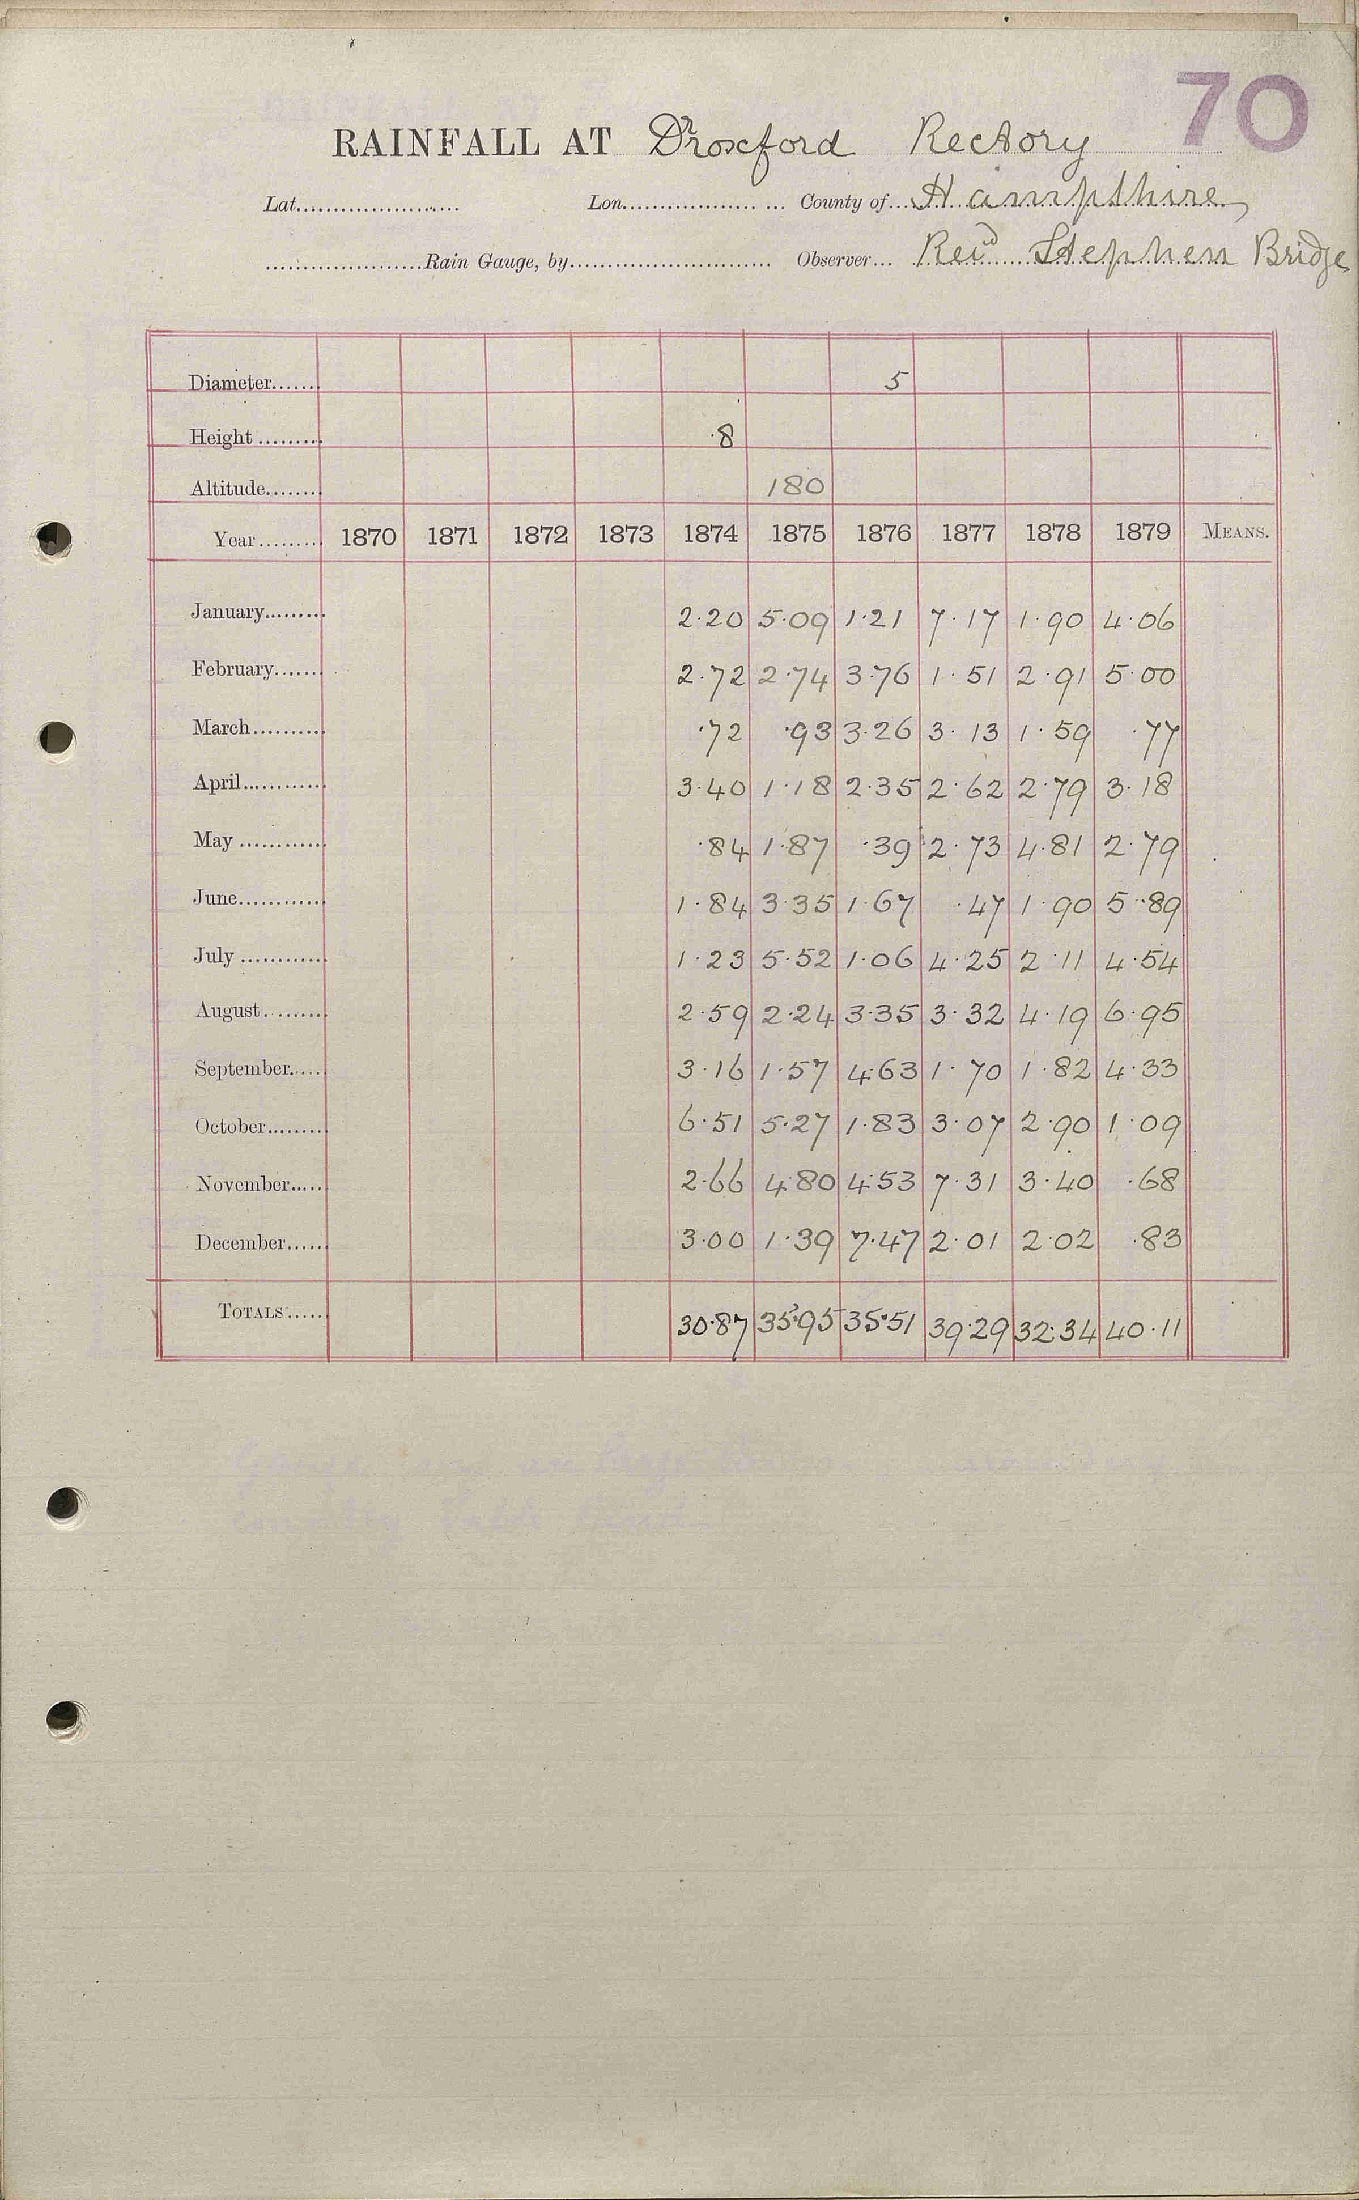 70
RAINFALL AT Droxford Rectory
Lat..................... Lon..................... County of... Hampshire
.....................Rain Gauge, by........................... Observer... Revd Stephen Bridge
Diameter....... 5
Height ......... ·8
Altitude........ 180
Year......... 1870 1871 1872 1873 1874 1875 1876 1877 1878 1879 MEANS.
January......... 2·20 5·09 1·21 7·17 1·90 4·06
February....... 2·72 2·74 3·76 1·51 2·91 5·00
March.......... ·72 ·93 3·26 3·13 1·59 ·77
April............ 3·40 1·18 2·35 2·62 2·79 3·18
May ............ ·84 1·87 ·39 2·73 4·81 2·79
June............ 1·84 3·35 1·67 ·47 1·90 5·89
July ............ 1·23 5·52 1·06 4·25 2·11 4·54
August......... 2·59 2·24 3·35 3·32 4·19 6·95
September..... 3·16 1·57 4·63 1·70 1·82 4·33
October........ 6·51 5·27 1·83 3·07 2·90 1·09
November..... 2·66 4·80 4·53 7·31 3·40 ·68
December...... 3·00 1·39 7·47 2·01 2·02 ·83
TOTALS...... 30·87 35·95 35·51 39·29 32·34 40·11